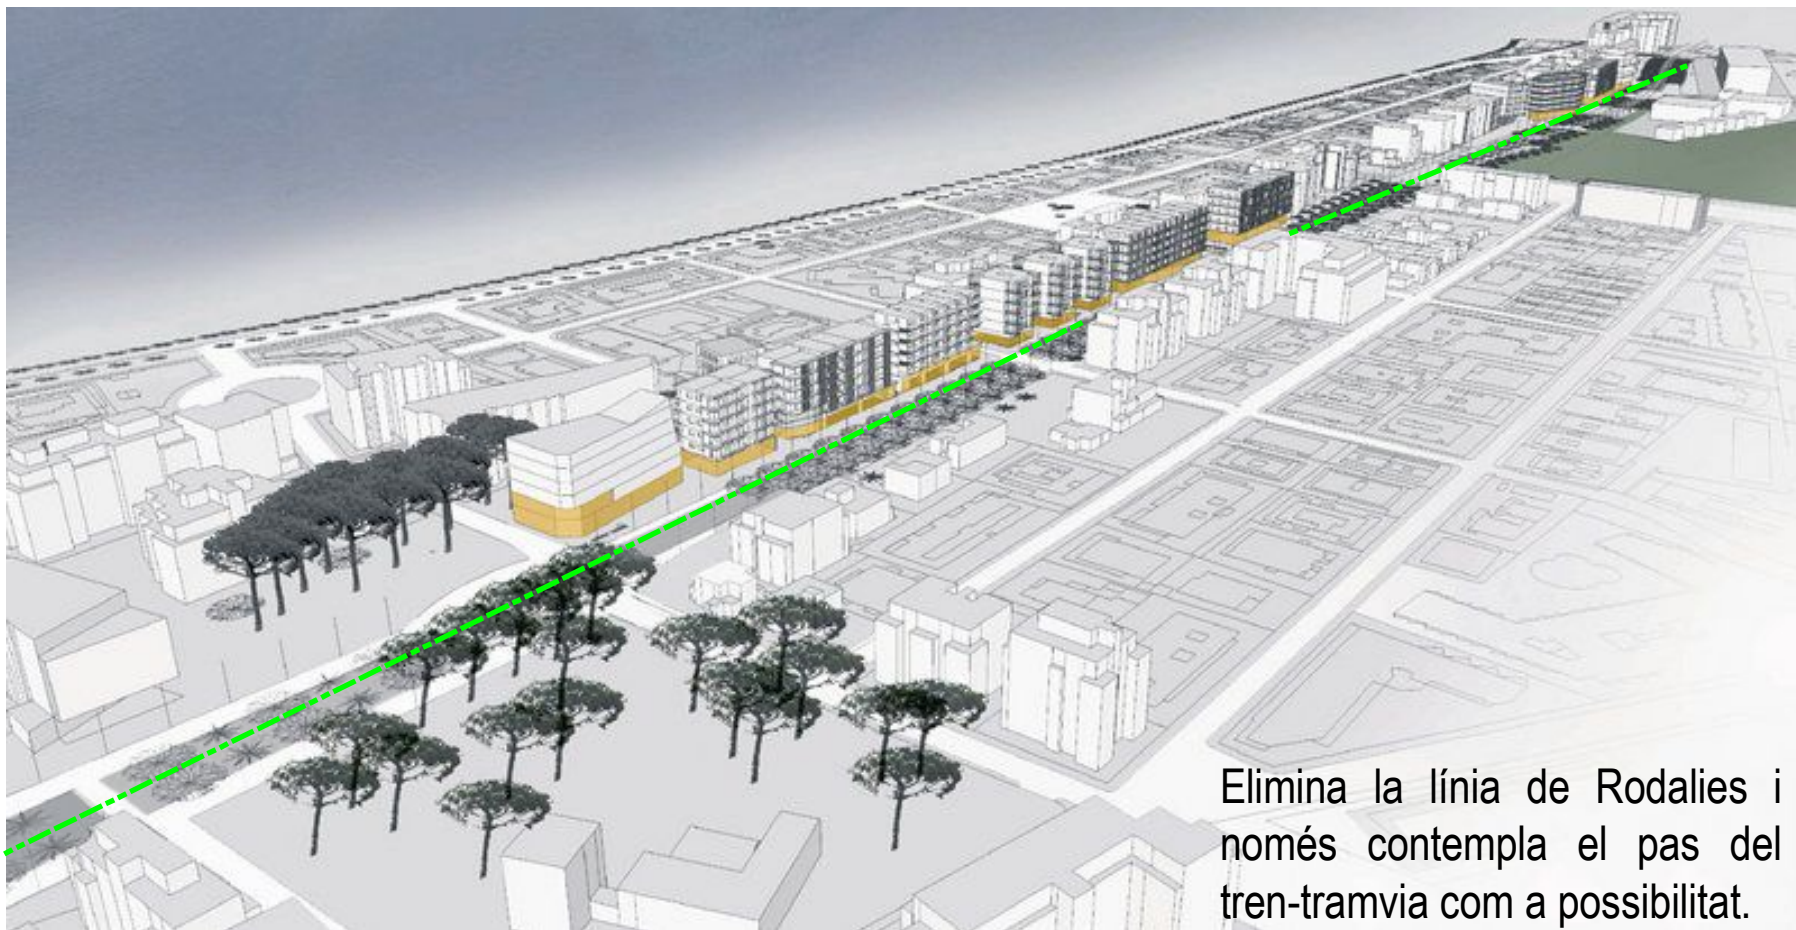 Elimina la línia de Rodalies i
només contempla el pas del
tren-tramvia com a possibilitat.